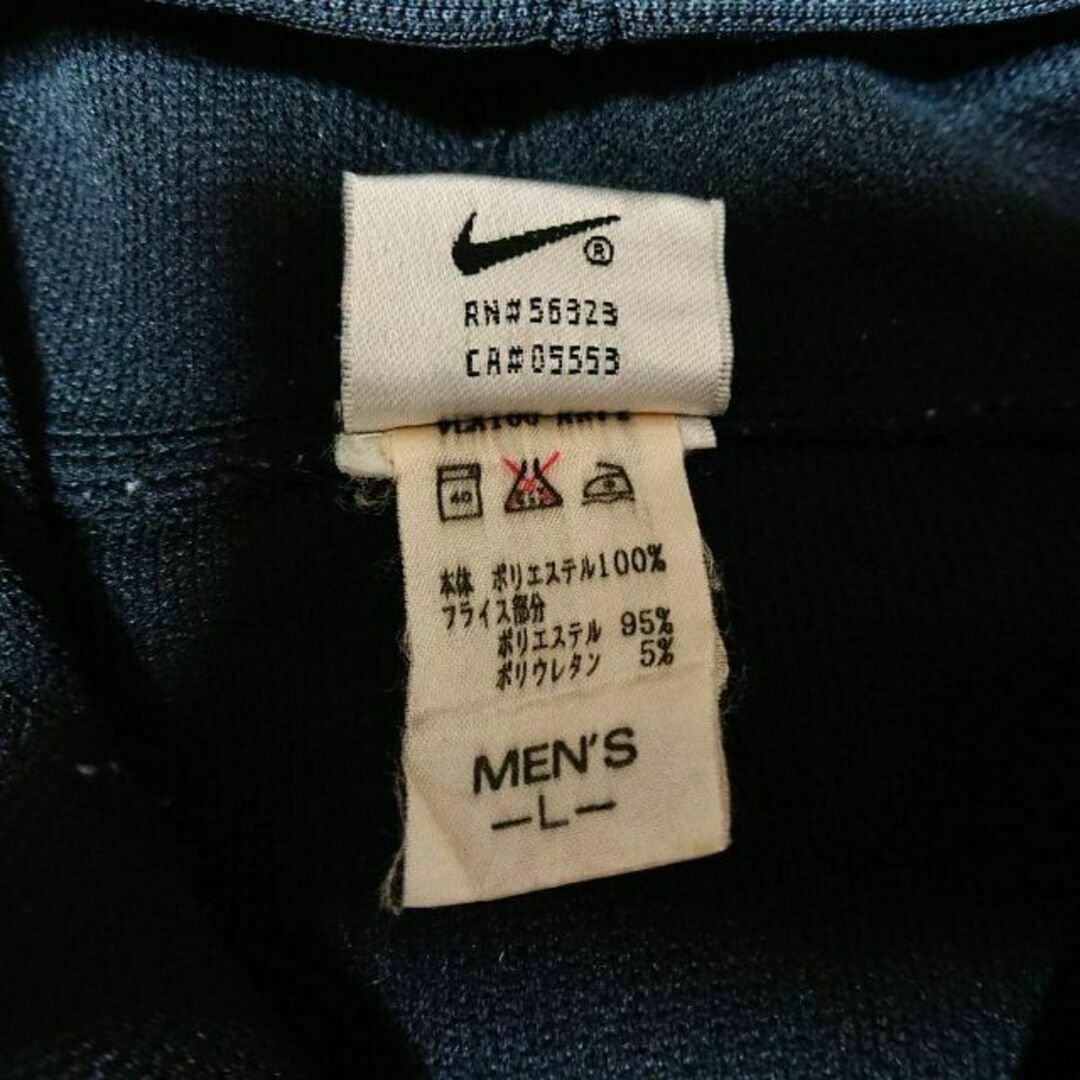 ®
RN# 56323
CA# 05553
40
本体 ポリエステル100%
フライス部分
ポリエステル 95%
ポリウレタン 5%
MEN'S
—L—